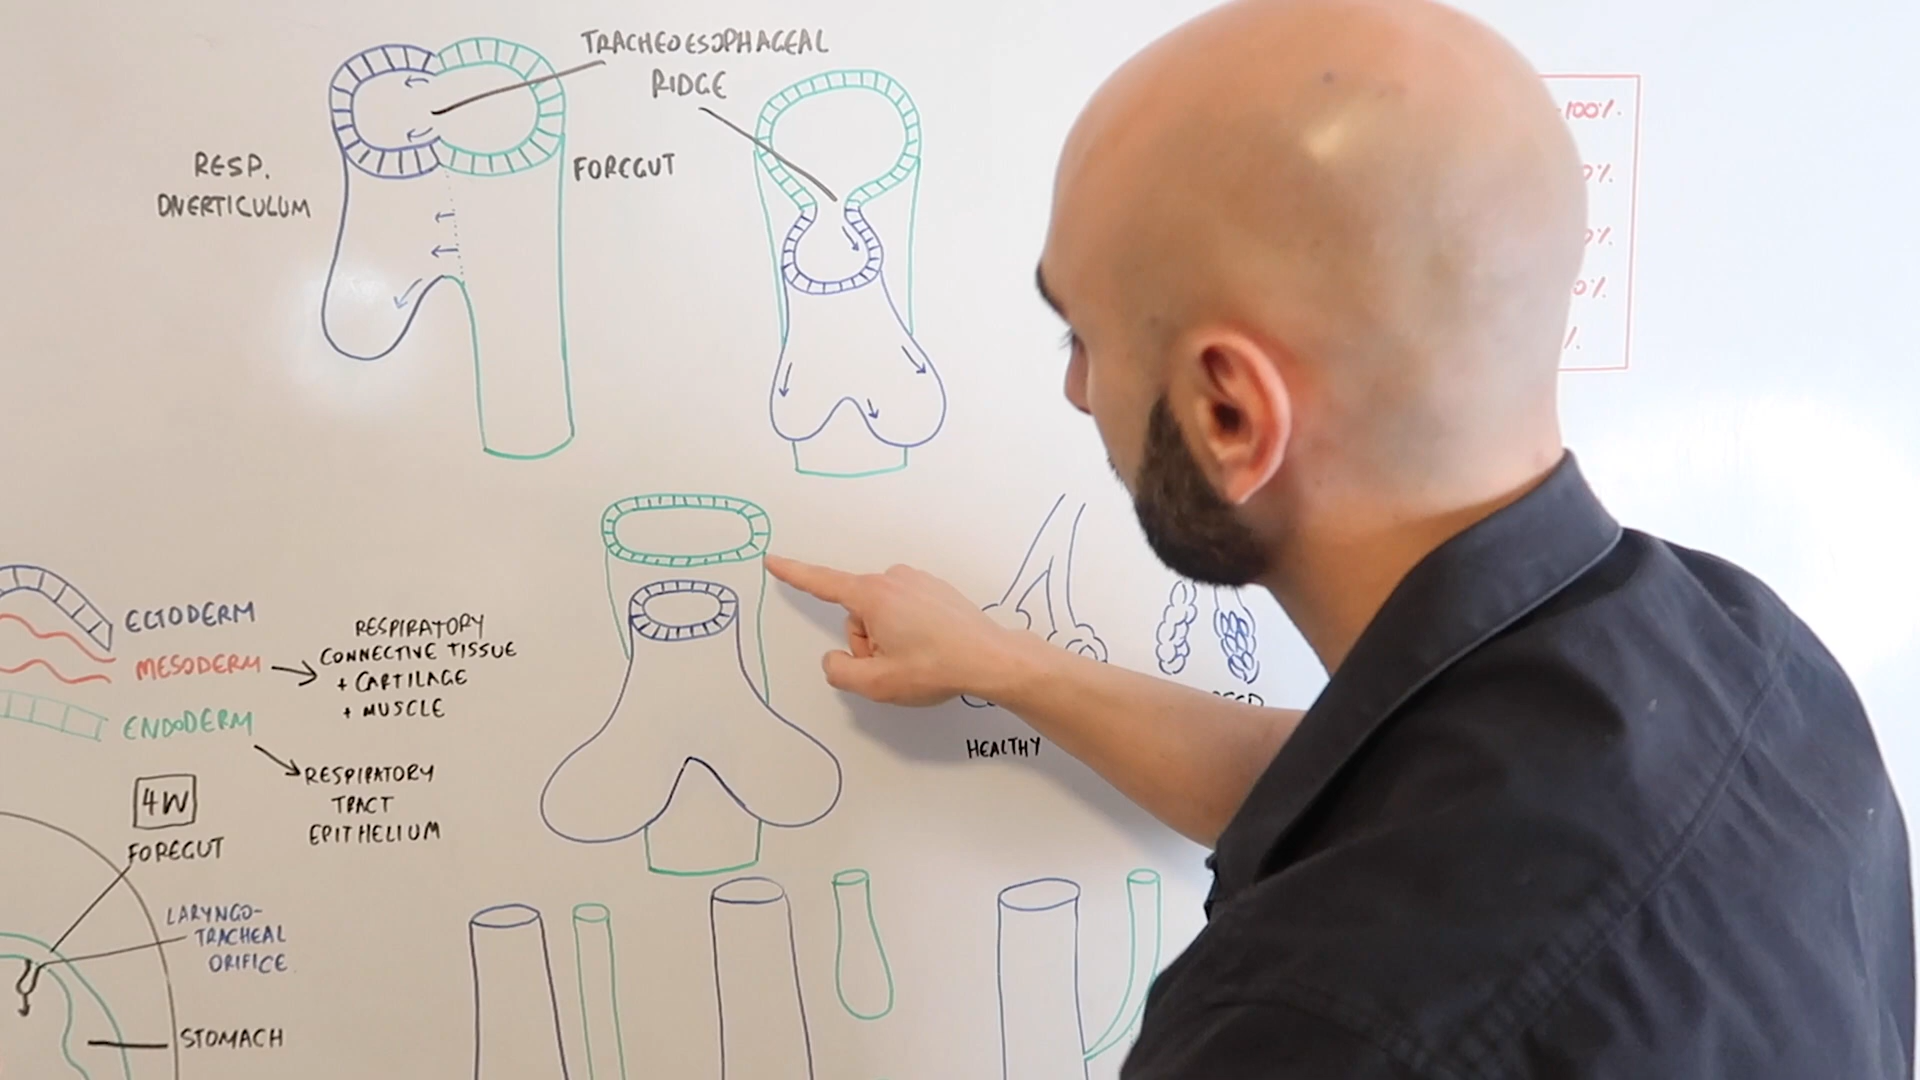 TRACHEOESOPHAGEAL
RIDGE
RESP.
DIVERTICULUM
FOREGUT
100%
ECTODERM
MESODERM
ENDODERM
RESPIRATORY
CONNECTIVE TISSUE
+ CARTILAGE
+ MUSCLE
RESPIRATORY
TRACT
EPITHELIUM
4W
FOREGUT
LARYNGO-
TRACHEAL
ORIFICE
STOMACH
HEALTHY